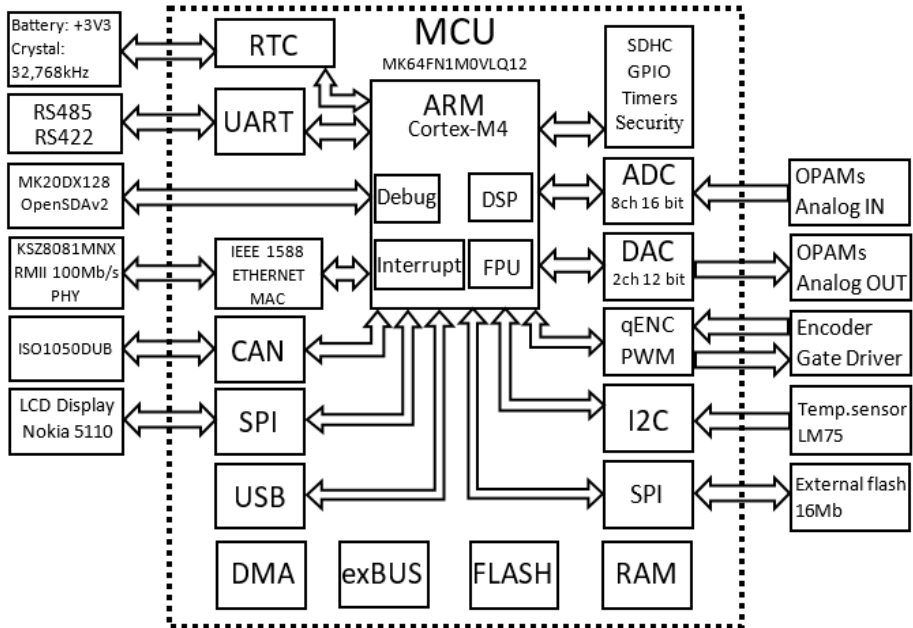 Battery: +3V3
Crystal:
32,768kHz
RS485
RS422
MK20DX128
OpenSDAv2
KSZ8081MNX
RMII 100Mb/s
PHY
ISO1050DUB
LCD Display
Nokia 5110
MCU
MK64FN1M0VLQ12
RTC
UART
IEEE 1588
ETHERNET
MAC
CAN
SPI
USB
ARM
Cortex-M4
Debug
DSP
Interrupt
FPU
SDHC
GPIO
Timers
Security
ADC
8ch 16 bit
DAC
2ch 12 bit
qENC
PWM
I2C
SPI
DMA
exBUS
FLASH
RAM
OPAMs
Analog IN
OPAMs
Analog OUT
Encoder
Gate Driver
Temp.sensor
LM75
External flash
16Mb